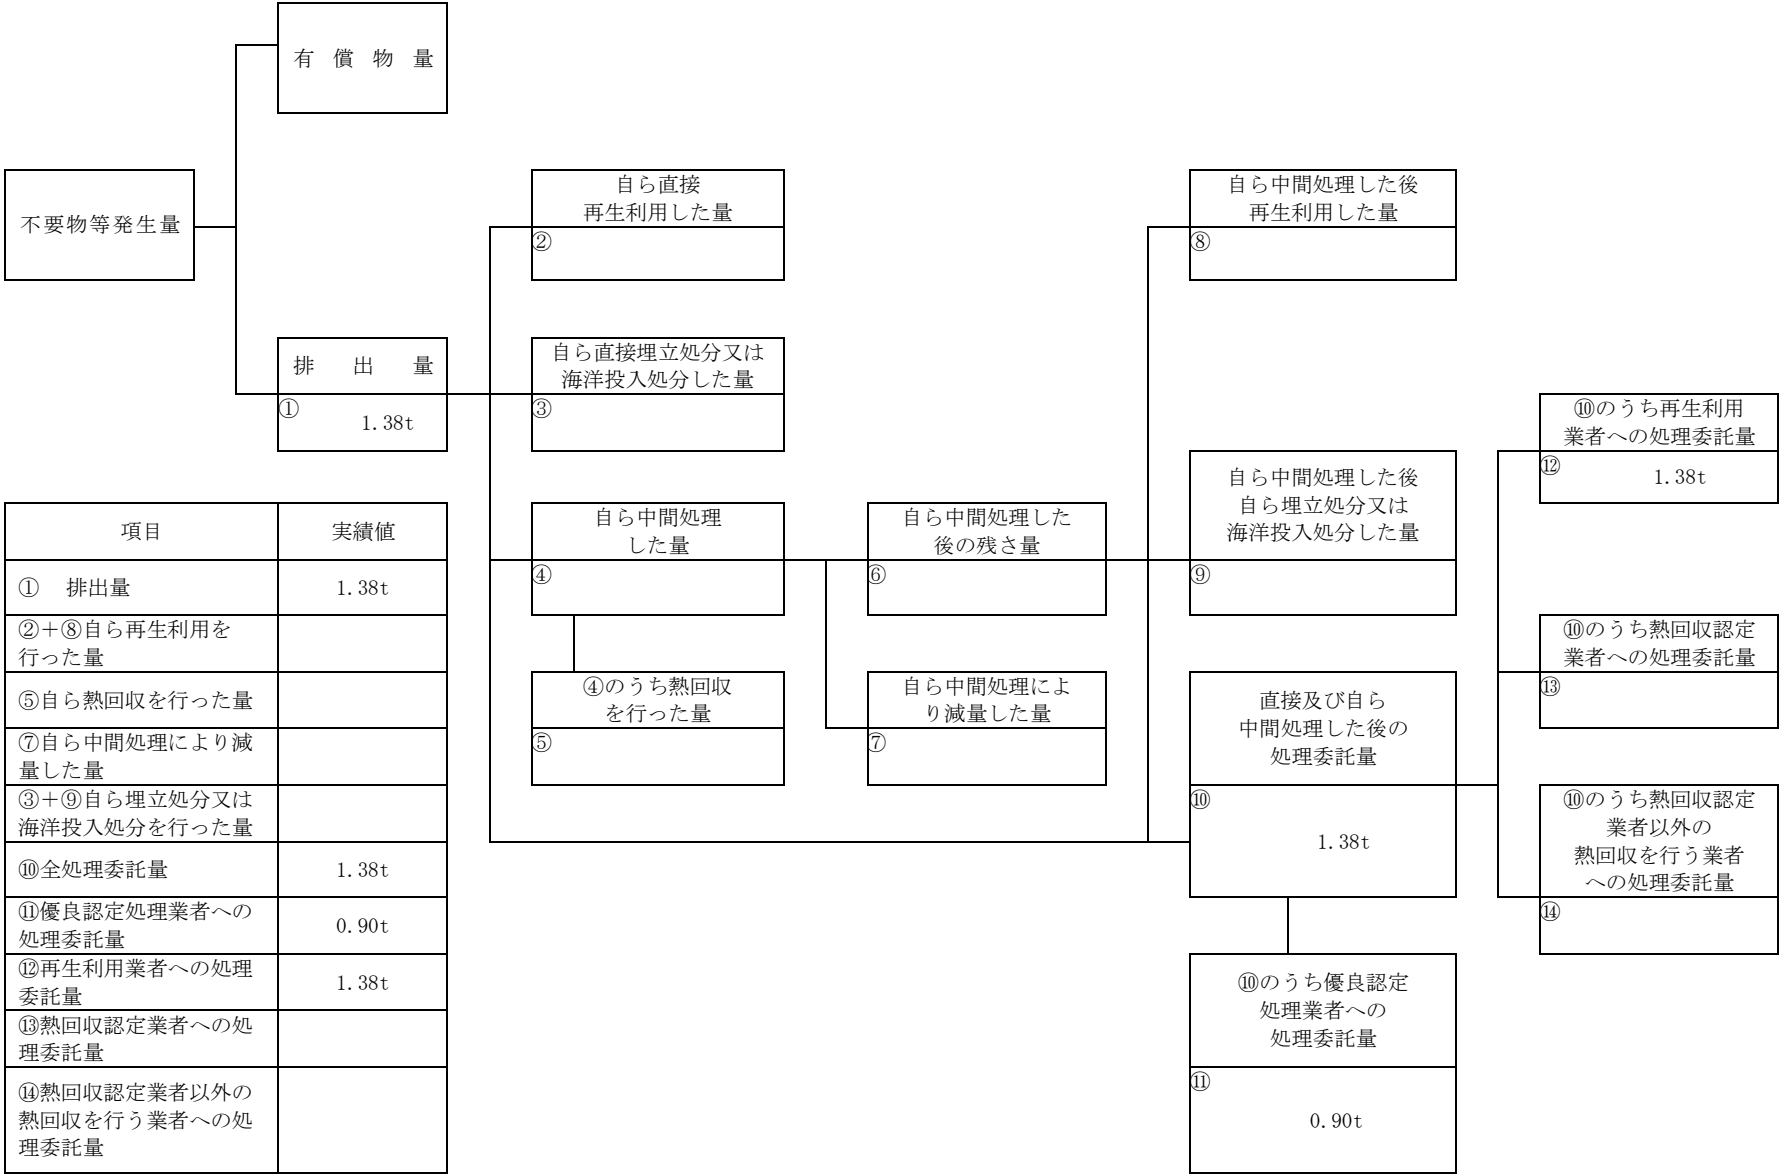 有償物量
不要物等発生量
排出量
①
1.38t
自ら直接
再生利用した量
②
自ら直接埋立処分又は
海洋投入処分した量
③
自ら中間処理
した量
④
④のうち熱回収
を行った量
⑤
自ら中間処理した
後の残さ量
⑥
自ら中間処理によ
り減量した量
⑦
自ら中間処理した後
再生利用した量
⑧
自ら中間処理した後
自ら埋立処分又は
海洋投入処分した量
⑨
直接及び自ら
中間処理した後の
処理委託量
⑩
1.38t
⑩のうち優良認定
処理業者への
処理委託量
⑪
0.90t
⑩のうち再生利用
業者への処理委託量
⑫
1.38t
⑩のうち熱回収認定
業者への処理委託量
⑬
⑩のうち熱回収認定
業者以外の
熱回収を行う業者
への処理委託量
⑭
項目 実績値
① 排出量 1.38t
②＋⑧自ら再生利用を
行った量
⑤自ら熱回収を行った量
⑦自ら中間処理により減
量した量
③＋⑨自ら埋立処分又は
海洋投入処分を行った量
⑩全処理委託量 1.38t
⑪優良認定処理業者への
処理委託量
0.90t
⑫再生利用業者への処理
委託量
1.38t
⑬熱回収認定業者への処
理委託量
⑭熱回収認定業者以外の
熱回収を行う業者への処
理委託量